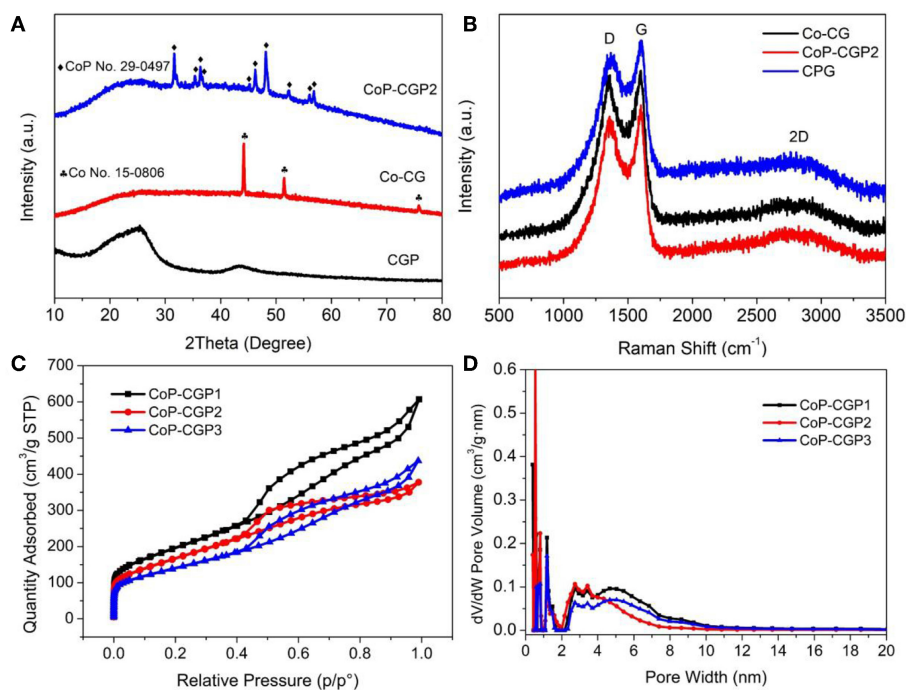 A
♦CoP No. 29-0497
CoP-CGP2
♣Co No. 15-0806
Co-CG
CGP
Intensity (a.u.)
10 20 30 40 50 60 70 80
2Theta (Degree)
B
D
G
2D
Co-CG
CoP-CGP2
CPG
Intensity (a.u.)
500 1000 1500 2000 2500 3000 3500
Raman Shift (cm⁻¹)
C
700
600
500
400
300
200
100
0
CoP-CGP1
CoP-CGP2
CoP-CGP3
Quantity Adsorbed (cm³/g STP)
0.0 0.2 0.4 0.6 0.8 1.0
Relative Pressure (p/p°)
D
0.6
0.5
0.4
0.3
0.2
0.1
0.0
CoP-CGP1
CoP-CGP2
CoP-CGP3
dV/dW Pore Volume (cm³/g·nm)
0 2 4 6 8 10 12 14 16 18 20
Pore Width (nm)